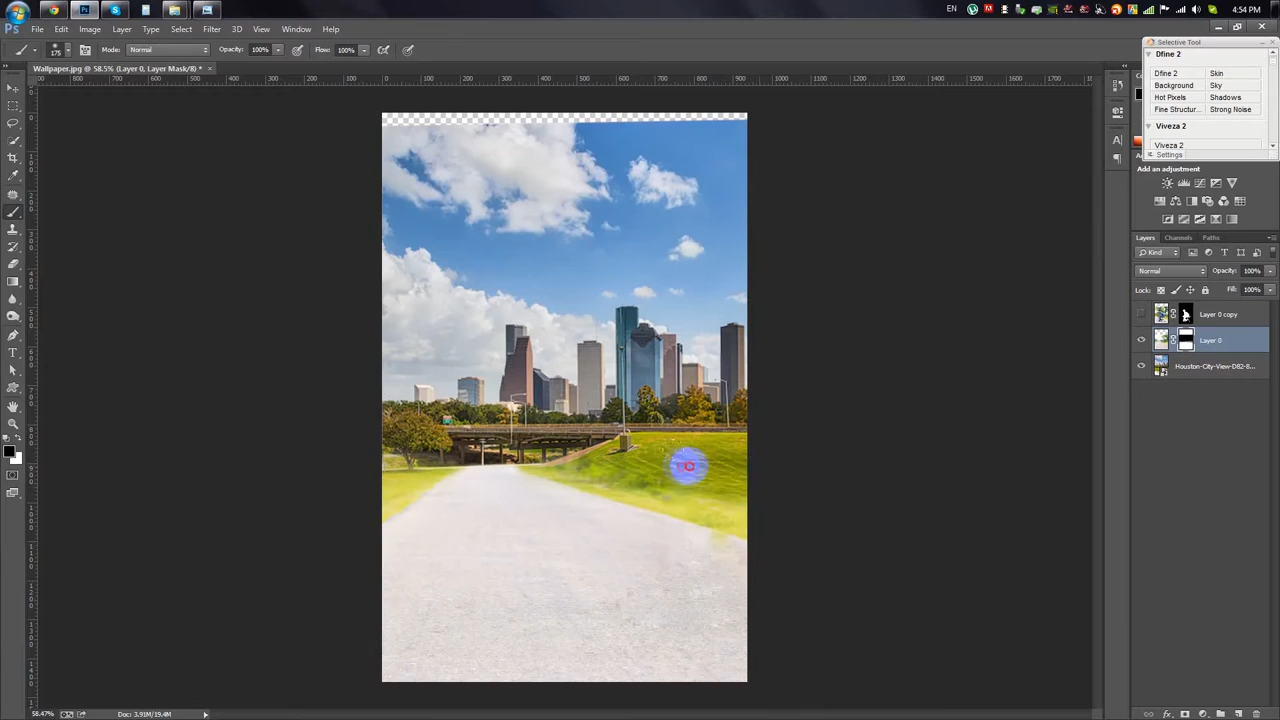 EN 4:54 PM
Ps File Edit Image Layer Type Select Filter 3D View Window Help
175 Mode: Normal Opacity: 100% Flow: 100%
Wallpaper.jpg @ 58.5% (Layer 0, Layer Mask/8) * ×
Selective Tool
Dfine 2
Dfine 2 Skin
Background Sky
Hot Pixels Shadows
Fine Structur... Strong Noise
Viveza 2
Viveza 2
Settings
Add an adjustment
Layers Channels Paths
Kind
Normal Opacity: 100%
Lock: Fill: 100%
Layer 0 copy
Layer 0
Houston-City-View-D82-8...
58.47% Doc: 3.91M/19.4M